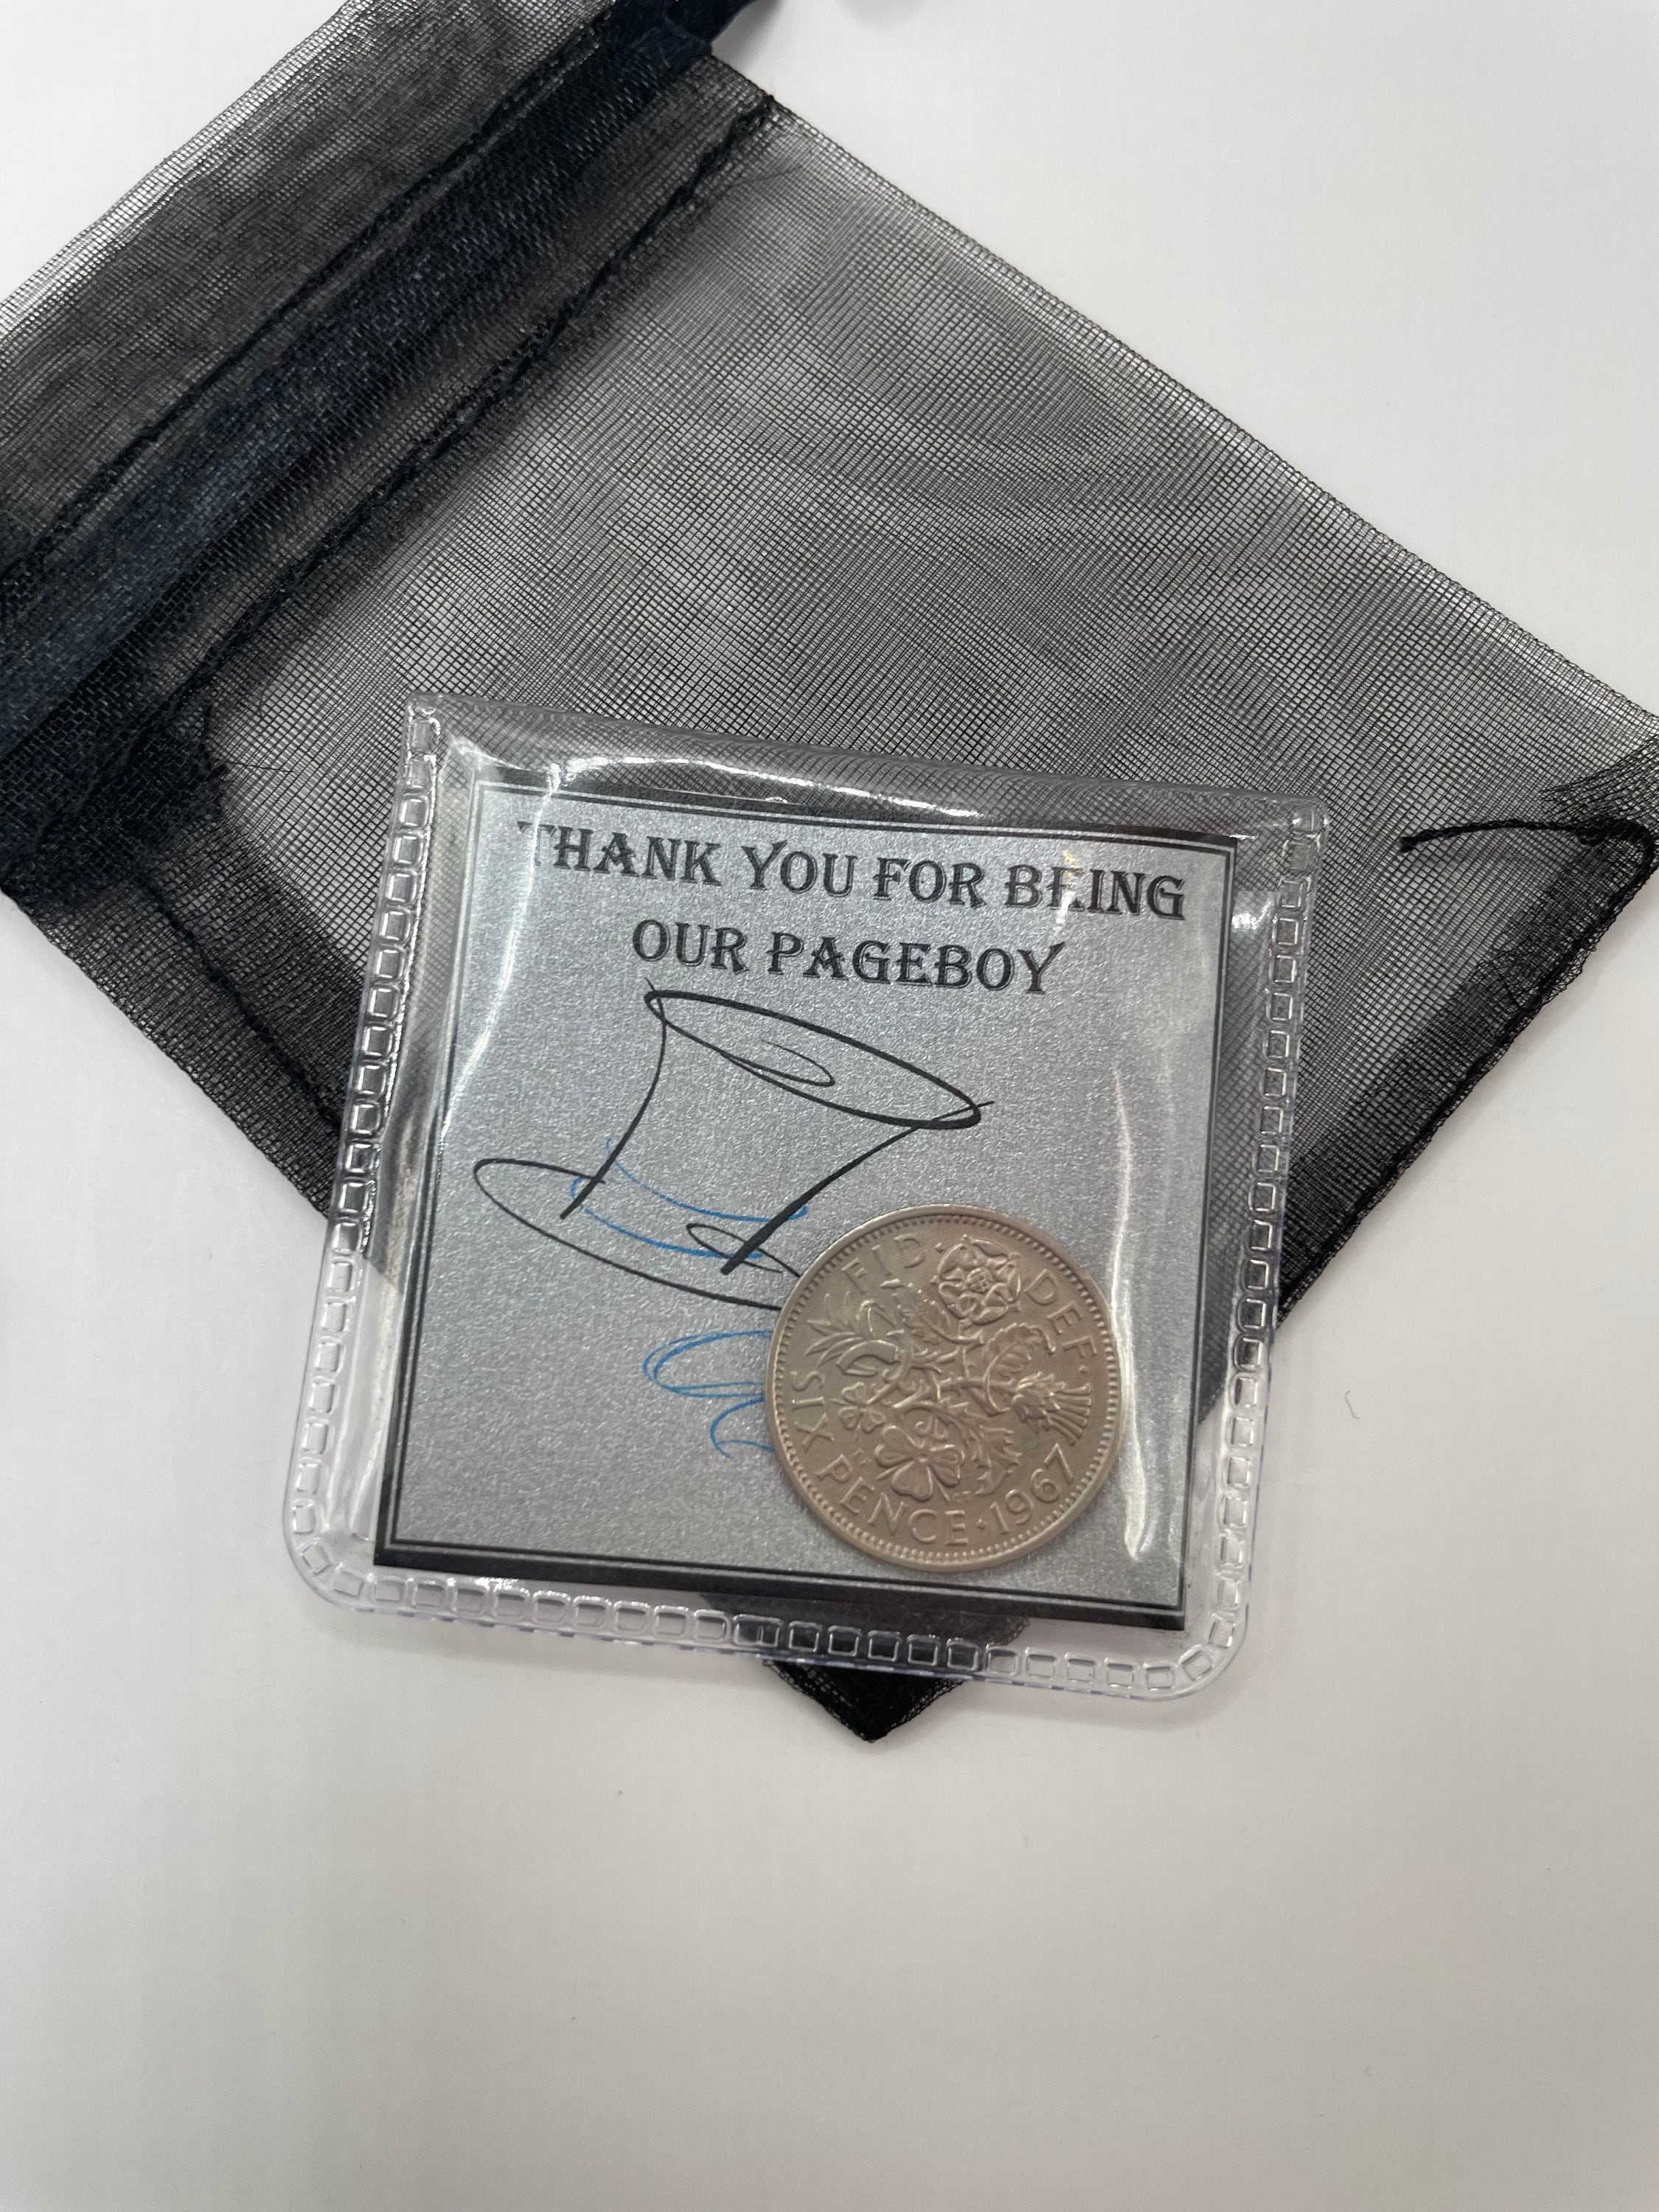 THANK YOU FOR BEING
OUR PAGEBOY
FID · DEF ·
SIX PENCE · 1967